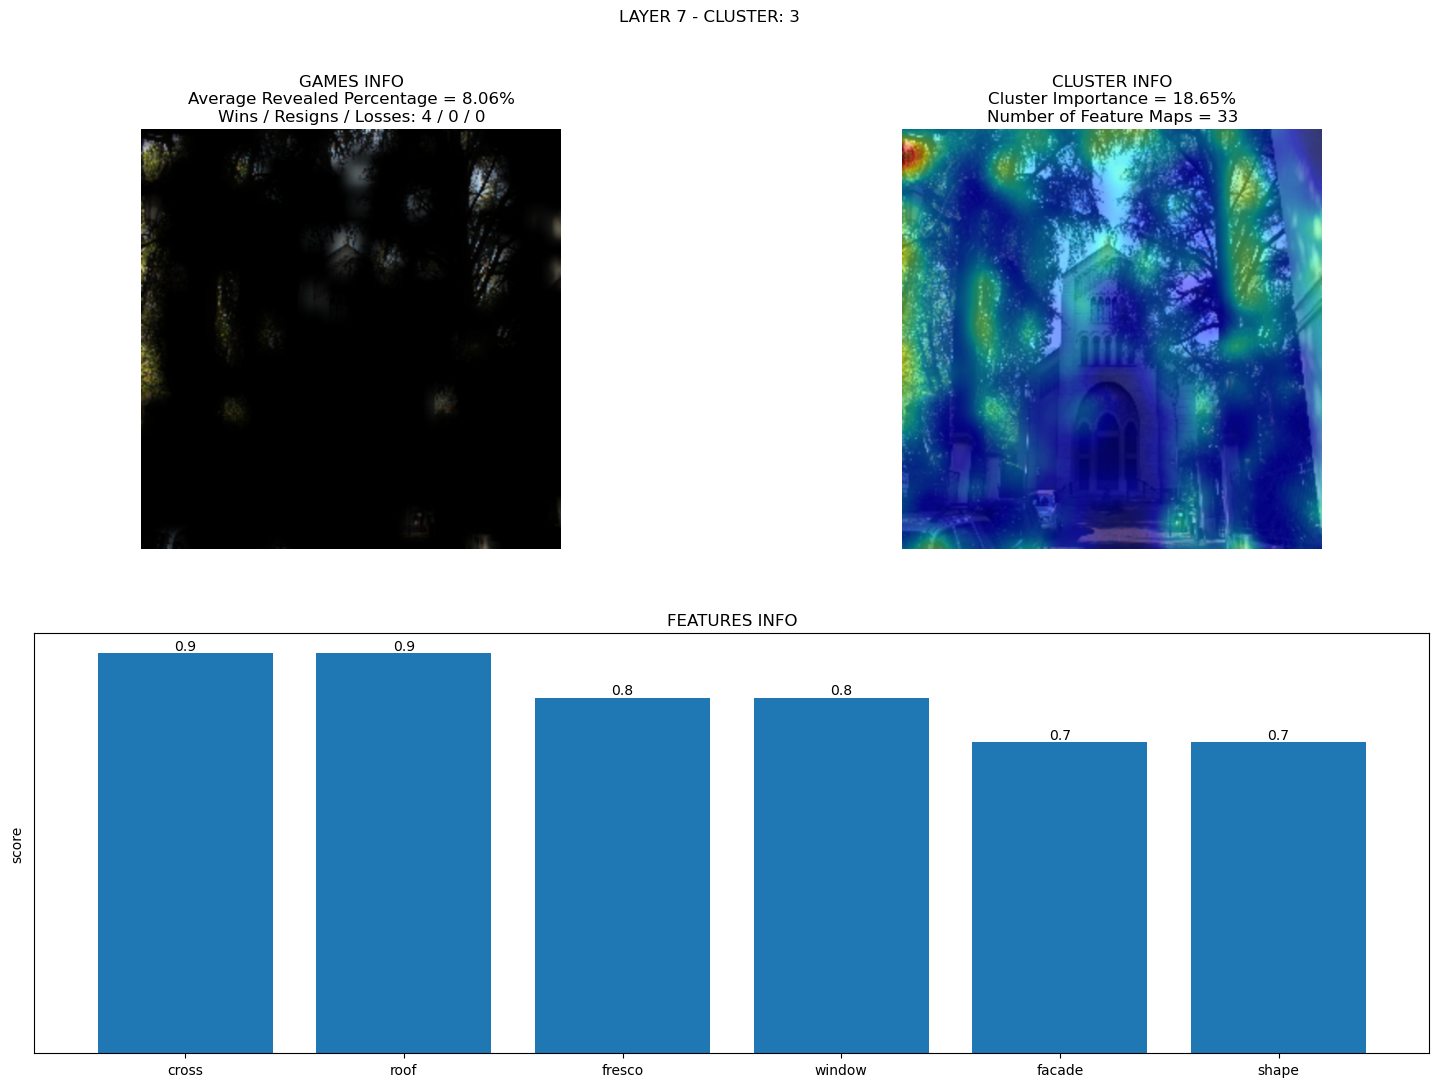 LAYER 7 - CLUSTER: 3
GAMES INFO
Average Revealed Percentage = 8.06%
Wins / Resigns / Losses: 4 / 0 / 0
CLUSTER INFO
Cluster Importance = 18.65%
Number of Feature Maps = 33
FEATURES INFO
score
0.9
0.9
0.8
0.8
0.7
0.7
cross
roof
fresco
window
facade
shape